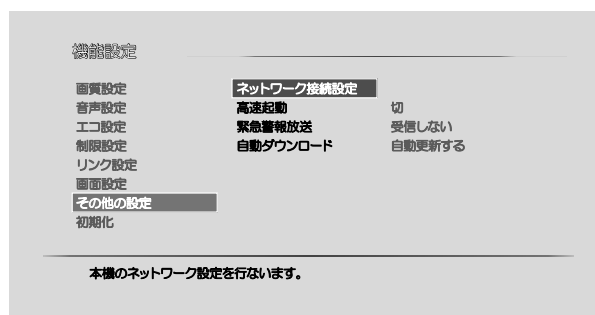 機能設定
画質設定
音声設定
エコ設定
制限設定
リンク設定
画面設定
その他の設定
初期化
ネットワーク接続設定
高速起動 切
緊急警報放送 受信しない
自動ダウンロード 自動更新する
本機のネットワーク設定を行ないます。